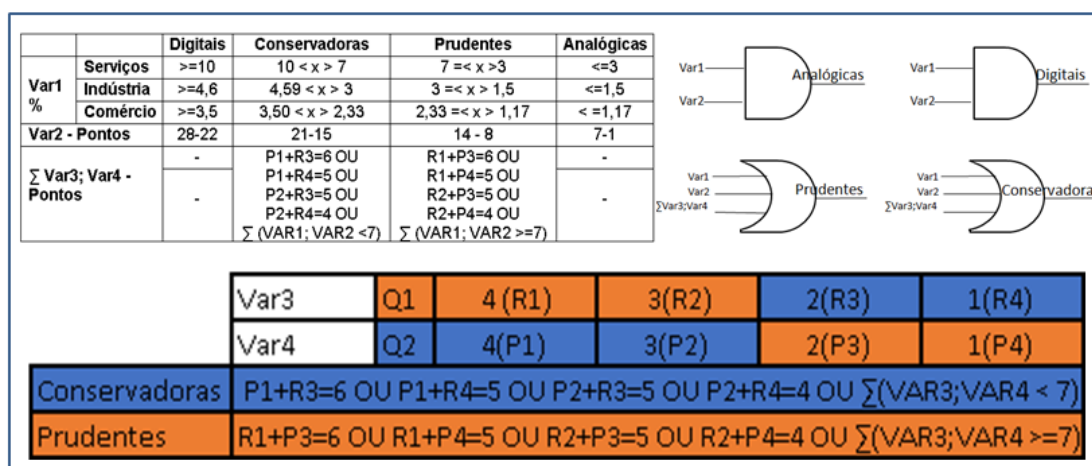 Digitais Conservadoras Prudentes Analógicas
Var1 % Serviços >=10 10 < x > 7 7 =< x >3 <=3
Indústria >=4,6 4,59 < x > 3 3 =< x > 1,5 <=1,5
Comércio >=3,5 3,50 < x > 2,33 2,33 =< x > 1,17 < =1,17
Var2 - Pontos 28-22 21-15 14 - 8 7-1
∑ Var3; Var4 - Pontos
- P1+R3=6 OU R1+P3=6 OU -
P1+R4=5 OU R1+P4=5 OU
- P2+R3=5 OU R2+P3=5 OU -
P2+R4=4 OU R2+P4=4 OU
∑ (VAR1; VAR2 <7) ∑ (VAR1; VAR2 >=7)
Var1
Var2
Analógicas
Var1
Var2
Digitais
Var1
Var2
∑Var3;Var4
Prudentes
Var1
Var2
∑Var3;Var4
Conservadora
Var3 Q1 4 (R1) 3(R2) 2(R3) 1(R4)
Var4 Q2 4(P1) 3(P2) 2(P3) 1(P4)
Conservadoras P1+R3=6 OU P1+R4=5 OU P2+R3=5 OU P2+R4=4 OU ∑(VAR3;VAR4 < 7)
Prudentes R1+P3=6 OU R1+P4=5 OU R2+P3=5 OU R2+P4=4 OU ∑(VAR3;VAR4 >=7)